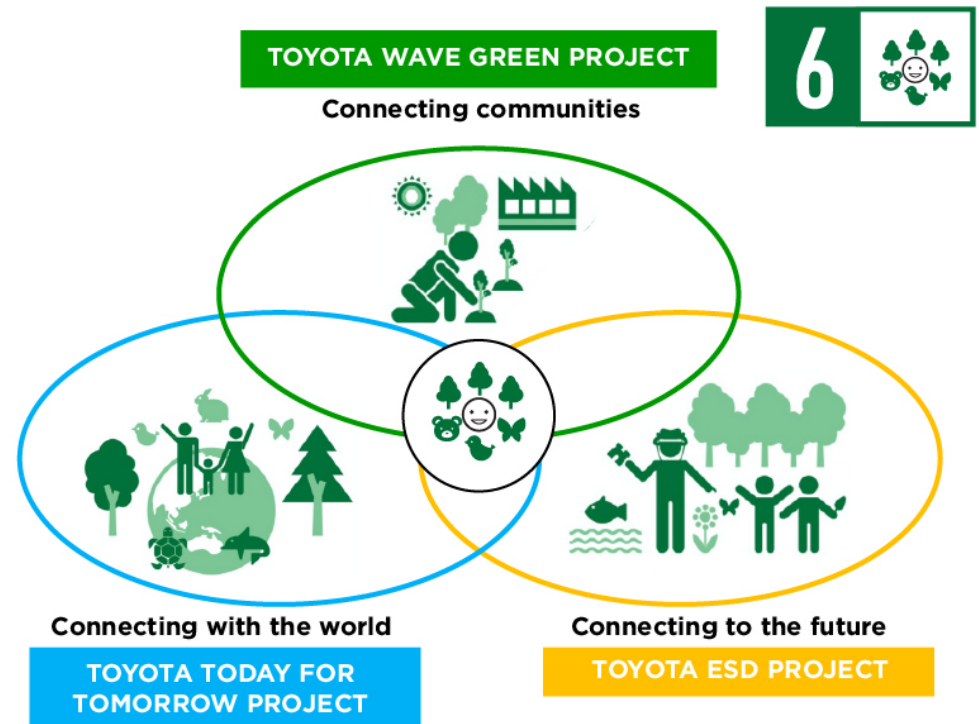 TOYOTA WAVE GREEN PROJECT
6
Connecting communities
Connecting with the world
TOYOTA TODAY FOR
TOMORROW PROJECT
Connecting to the future
TOYOTA ESD PROJECT